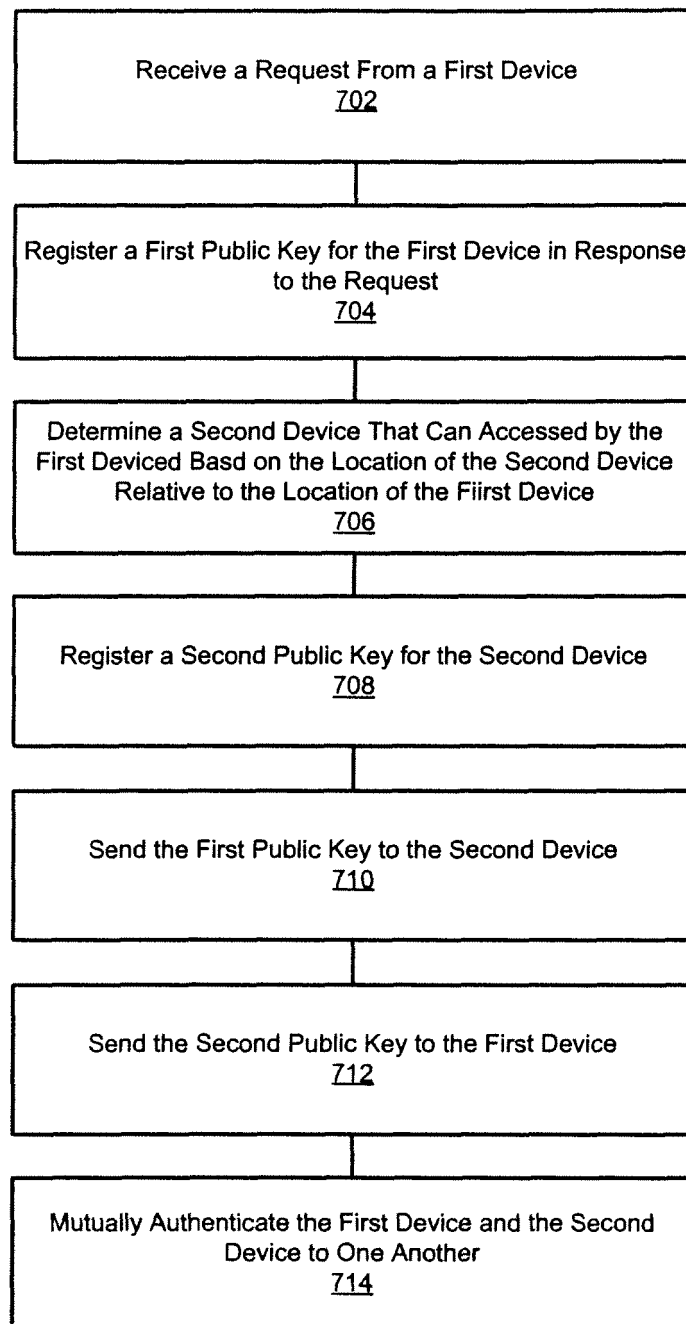 Receive a Request From a First Device
702
Register a First Public Key for the First Device in Response
to the Request
704
Determine a Second Device That Can Accessed by the
First Deviced Basd on the Location of the Second Device
Relative to the Location of the Fiirst Device
706
Register a Second Public Key for the Second Device
708
Send the First Public Key to the Second Device
710
Send the Second Public Key to the First Device
712
Mutually Authenticate the First Device and the Second
Device to One Another
714